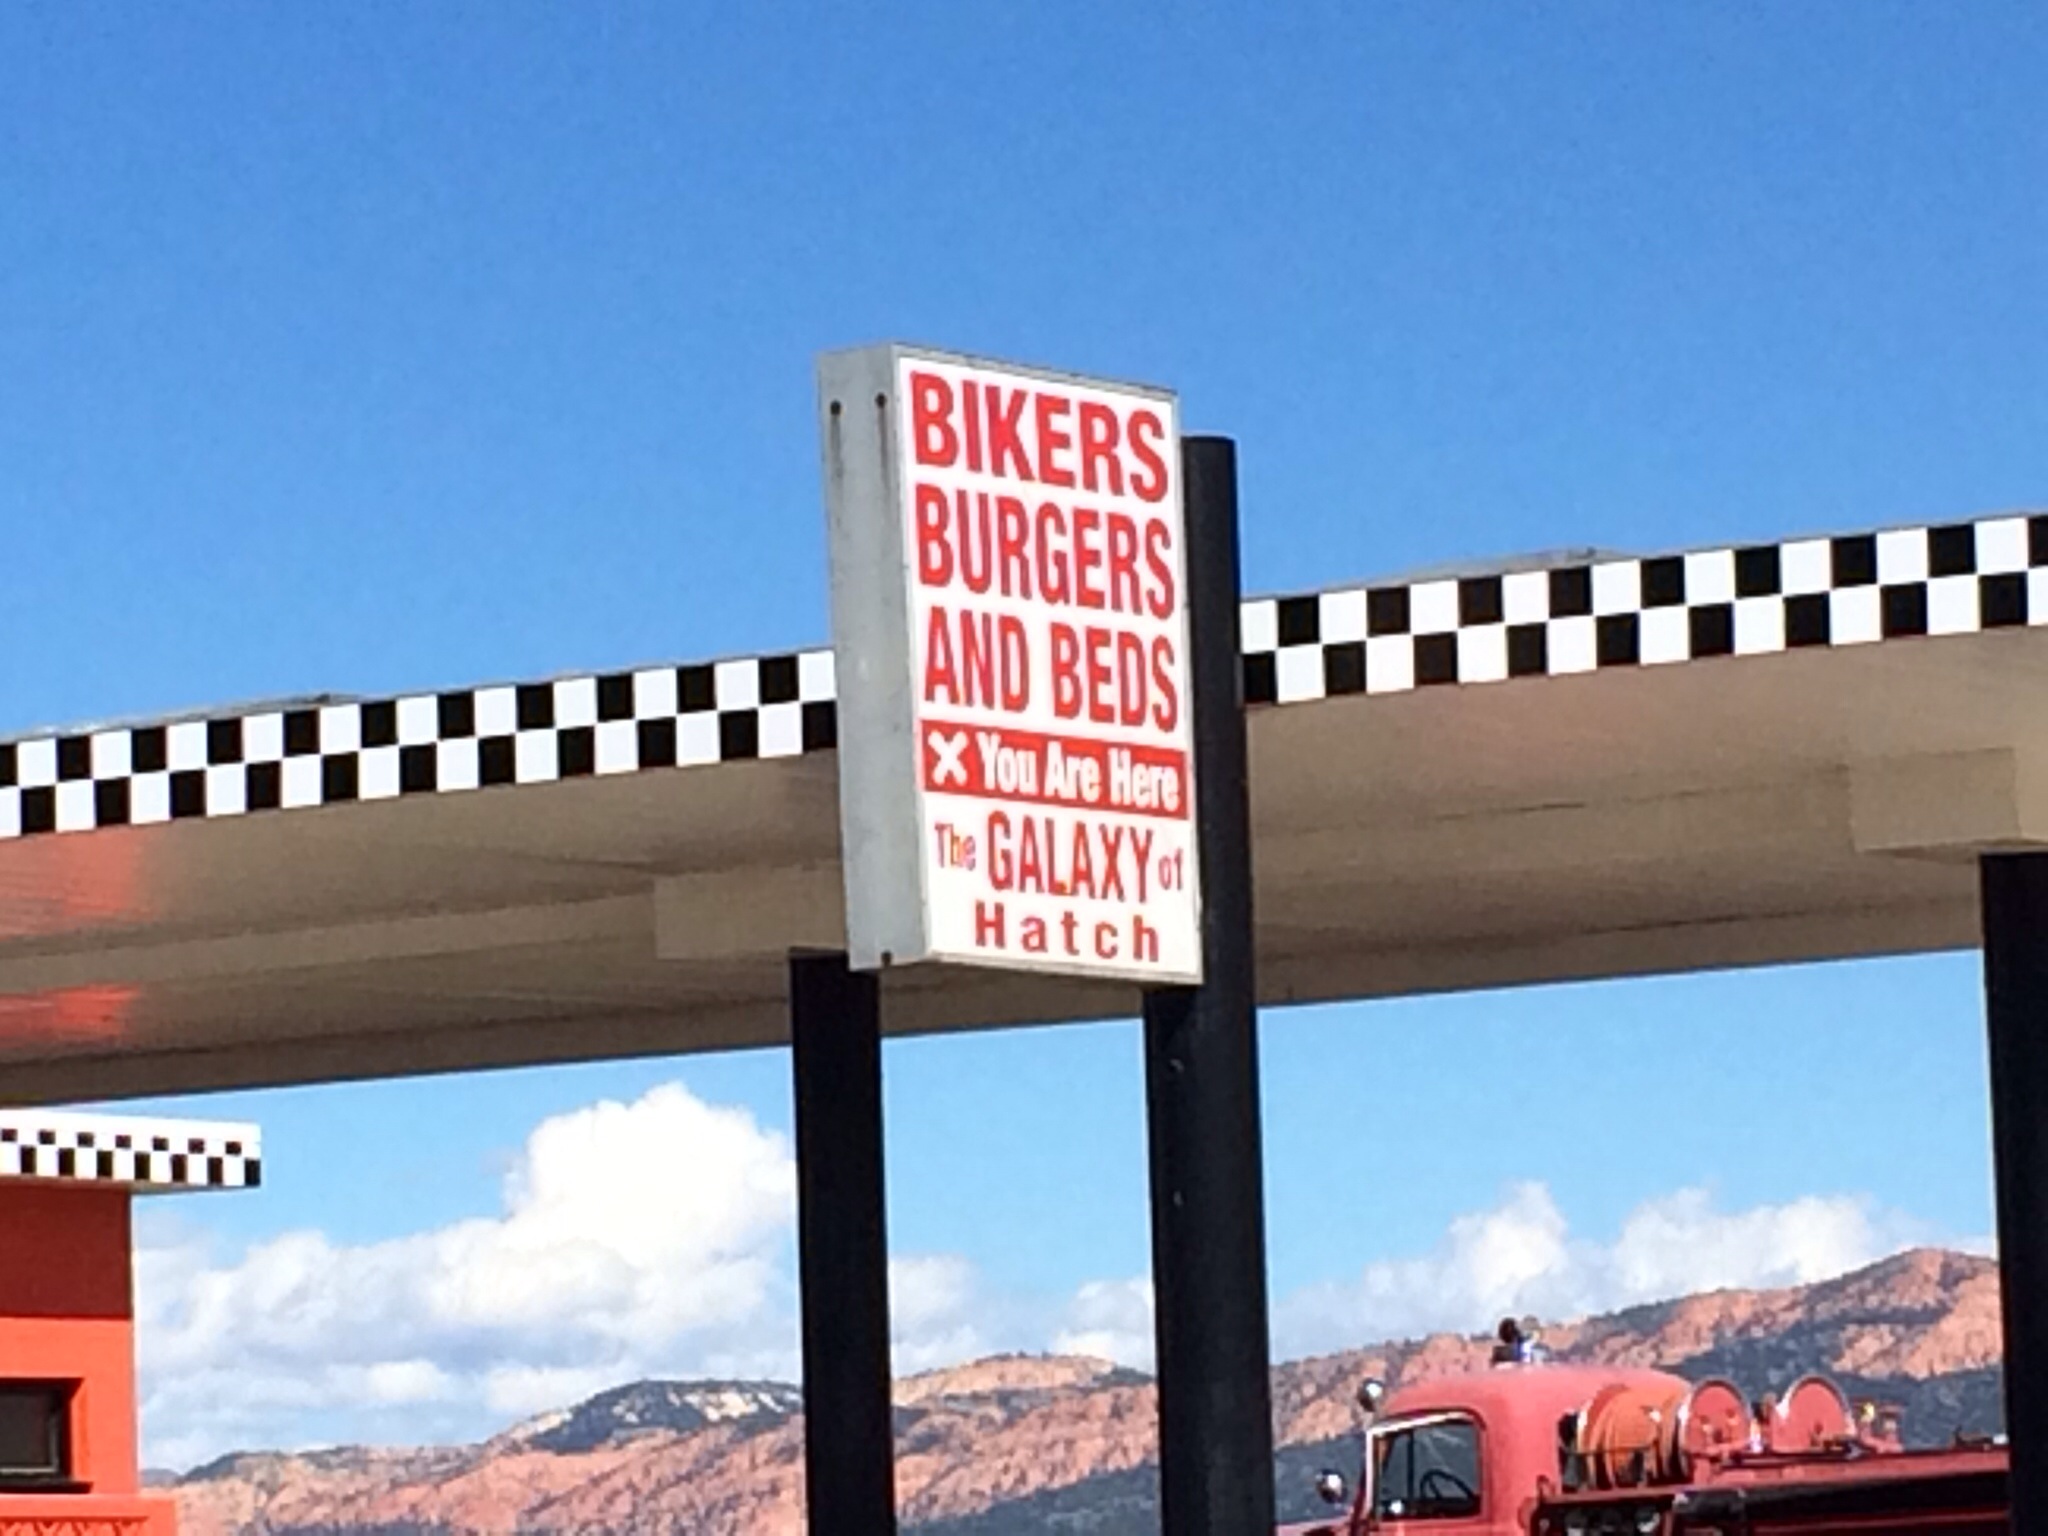 BIKERS
BURGERS
AND BEDS
X You Are Here
The GALAXY of
Hatch